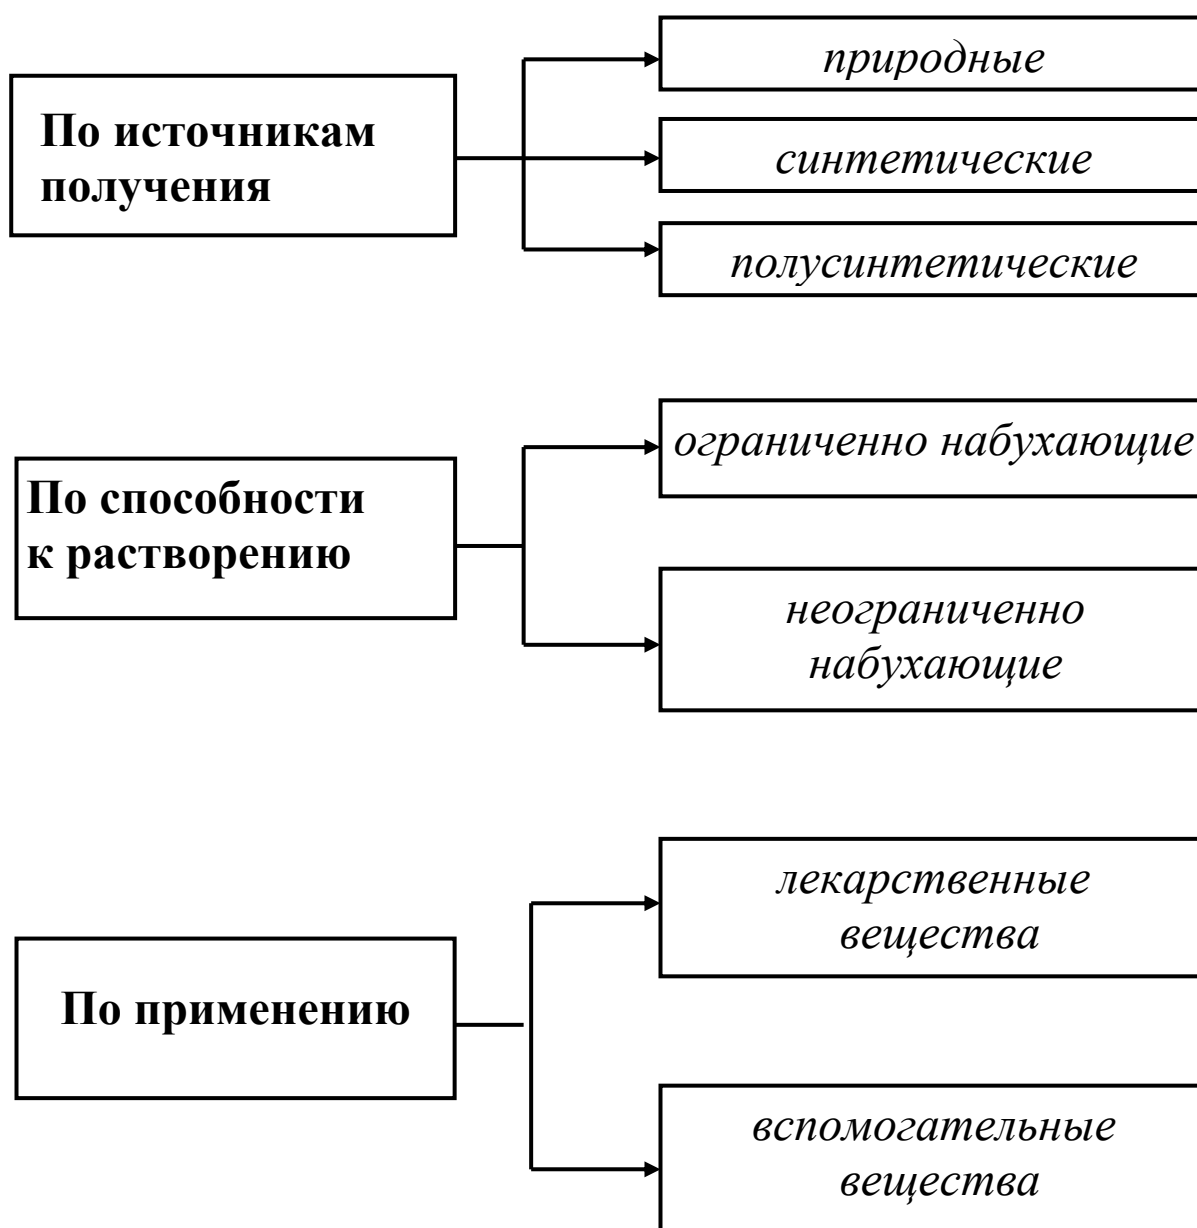 По источникам
получения
природные
синтетические
полусинтетические
По способности
к растворению
ограниченно набухающие
неограниченно
набухающие
По применению
лекарственные
вещества
вспомогательные
вещества